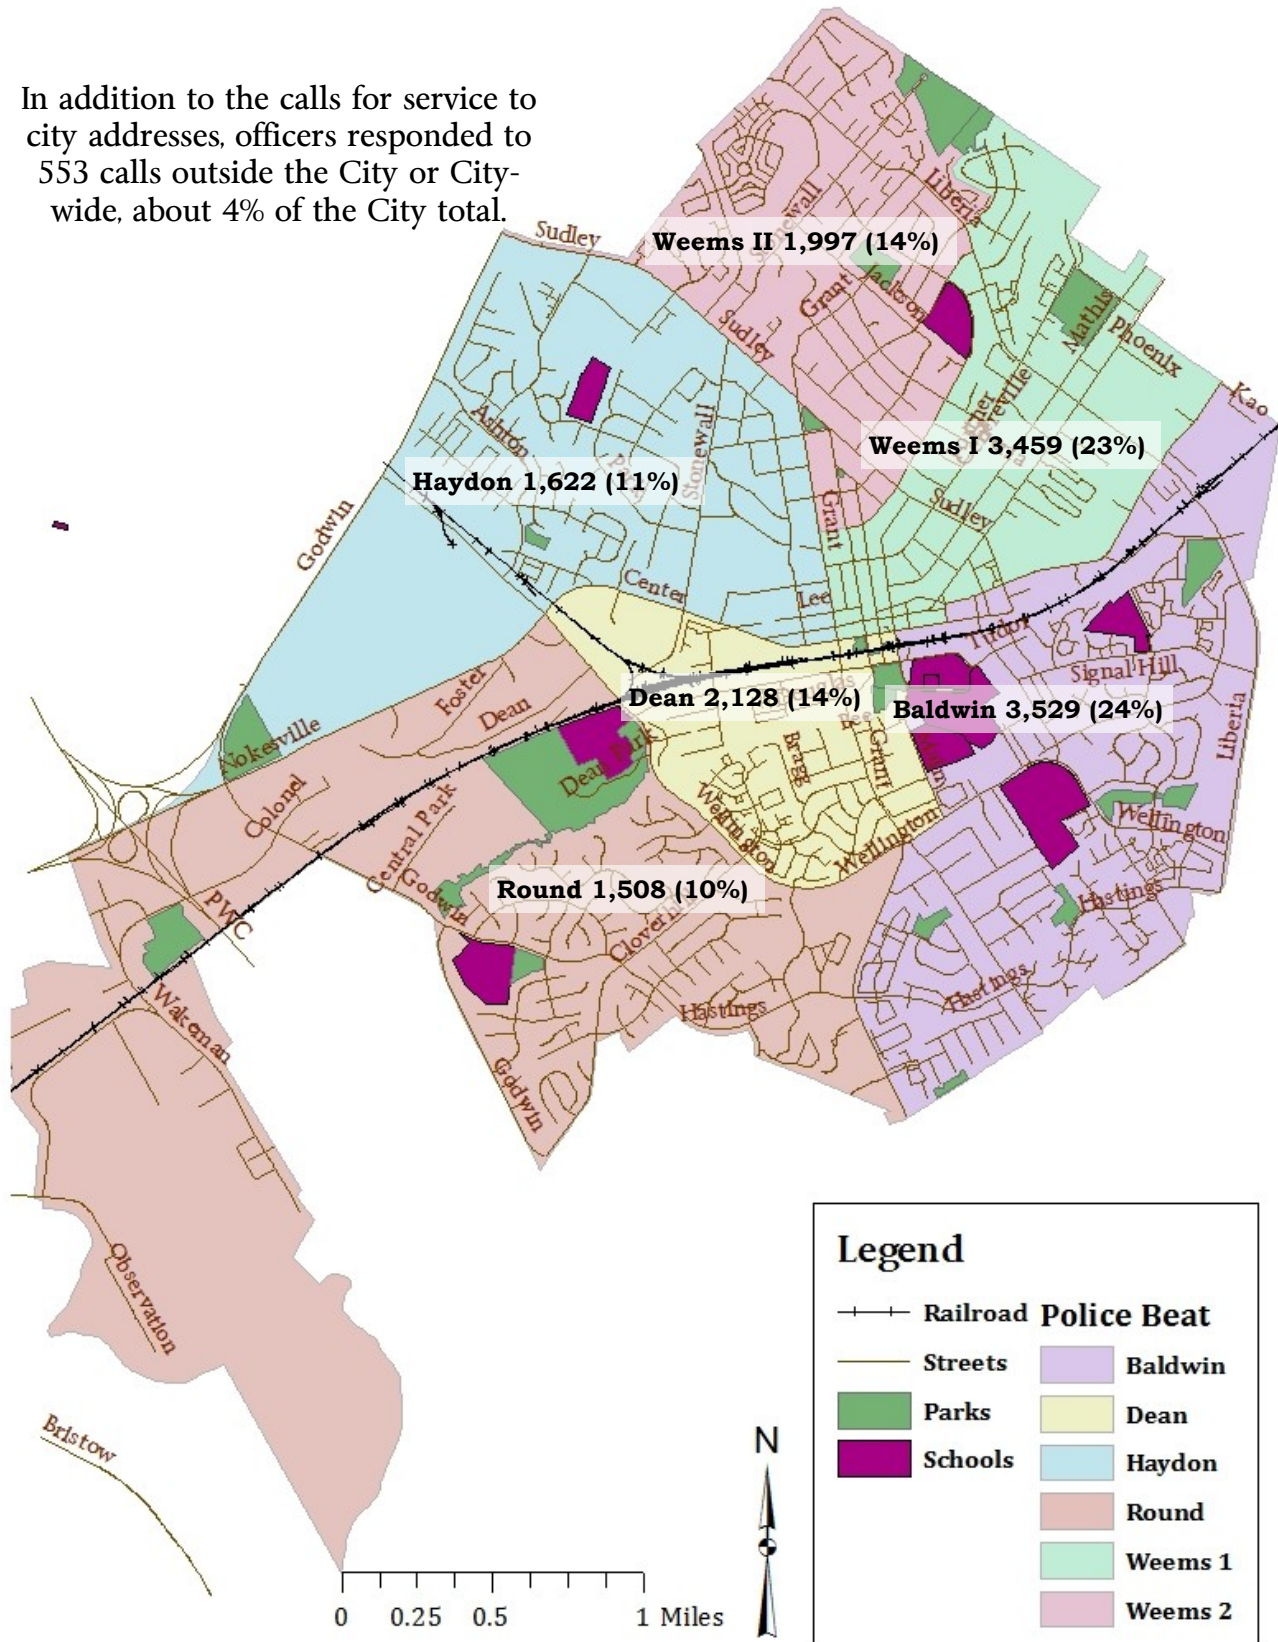 In addition to the calls for service to
city addresses, officers responded to
553 calls outside the City or City-
wide, about 4% of the City total.
Sudley
Liberia
Stonewall
Weems II 1,997 (14%)
Jackson
Grant
Mathis
Sudley
Phoenix
Kao
Ashton
Stonewall
Weems I 3,459 (23%)
Haydon 1,622 (11%)
Sudley
Grant
Godwin
Center
Lee
Tudor
Signal Hill
Foster
Dean 2,128 (14%)
Baldwin 3,529 (24%)
Dean
Lee
Liberia
Nokesville
Dean Park
Bragg
Grant
Colonel
Wellington
Wellington
Wellington
Central Park
Godwin
Round 1,508 (10%)
Hastings
PWC
Cloverhill
Hastings
Hastings
Wakeman
Godwin
Observation
Bristow
Legend
Railroad
Streets
Parks
Schools
Police Beat
Baldwin
Dean
Haydon
Round
Weems 1
Weems 2
N
0 0.25 0.5 1 Miles